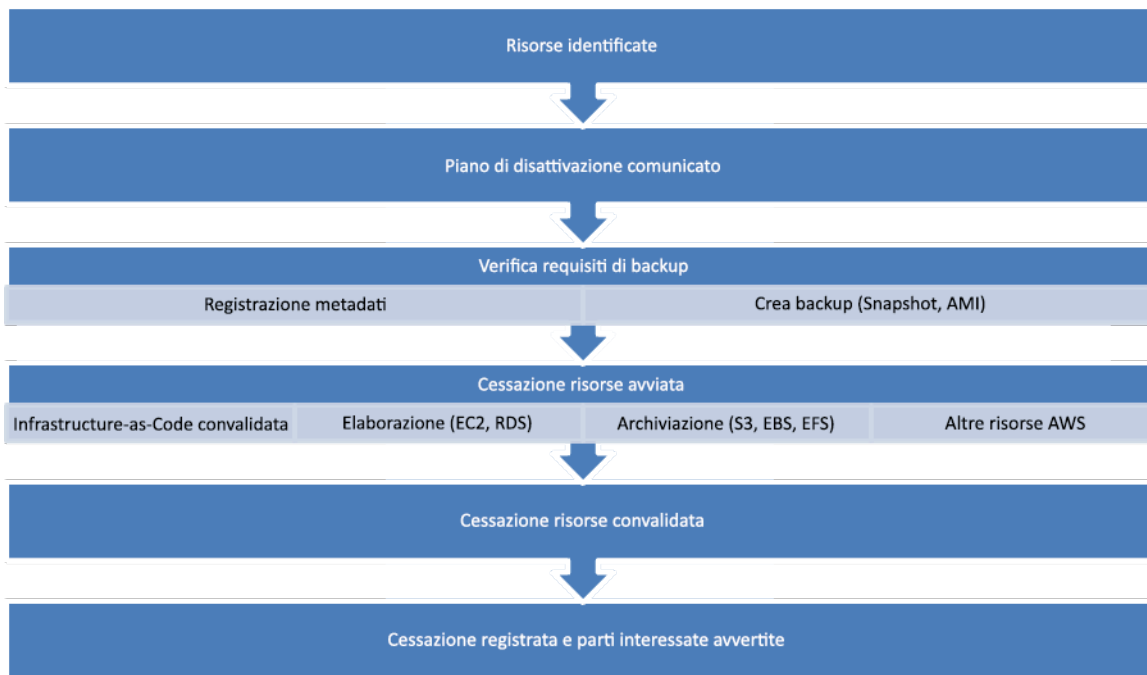 Risorse identificate
Piano di disattivazione comunicato
Verifica requisiti di backup
Registrazione metadati
Crea backup (Snapshot, AMI)
Cessazione risorse avviata
Infrastructure-as-Code convalidata
Elaborazione (EC2, RDS)
Archiviazione (S3, EBS, EFS)
Altre risorse AWS
Cessazione risorse convalidata
Cessazione registrata e parti interessate avvertite